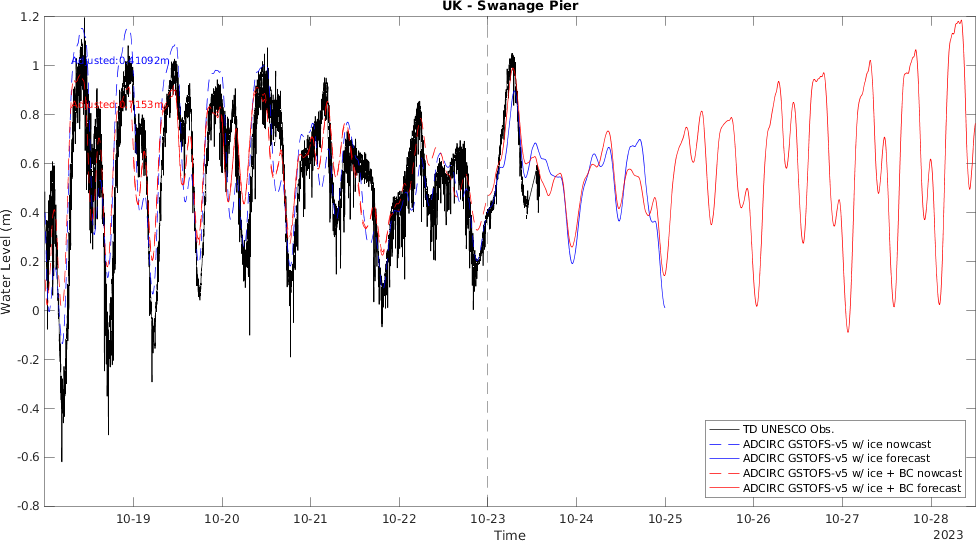 UK - Swanage Pier
1.2
1
0.8
0.6
0.4
0.2
0
-0.2
-0.4
-0.6
-0.8
Water Level (m)
10-19 10-20 10-21 10-22 10-23 10-24 10-25 10-26 10-27 10-28
Time
2023
TD UNESCO Obs.
ADCIRC GSTOFS-v5 w/ ice nowcast
ADCIRC GSTOFS-v5 w/ ice forecast
ADCIRC GSTOFS-v5 w/ ice + BC nowcast
ADCIRC GSTOFS-v5 w/ ice + BC forecast